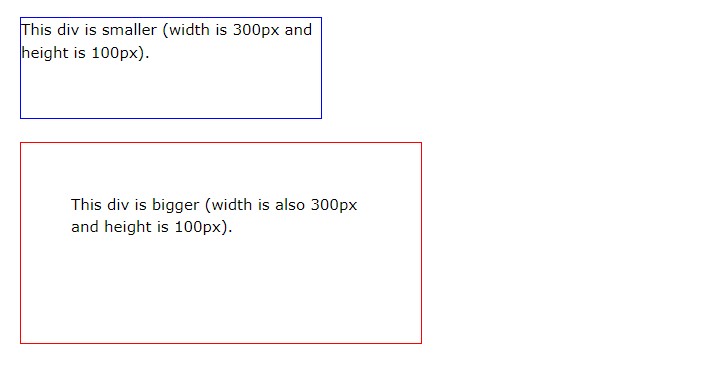 This div is smaller (width is 300px and
height is 100px).
This div is bigger (width is also 300px
and height is 100px).